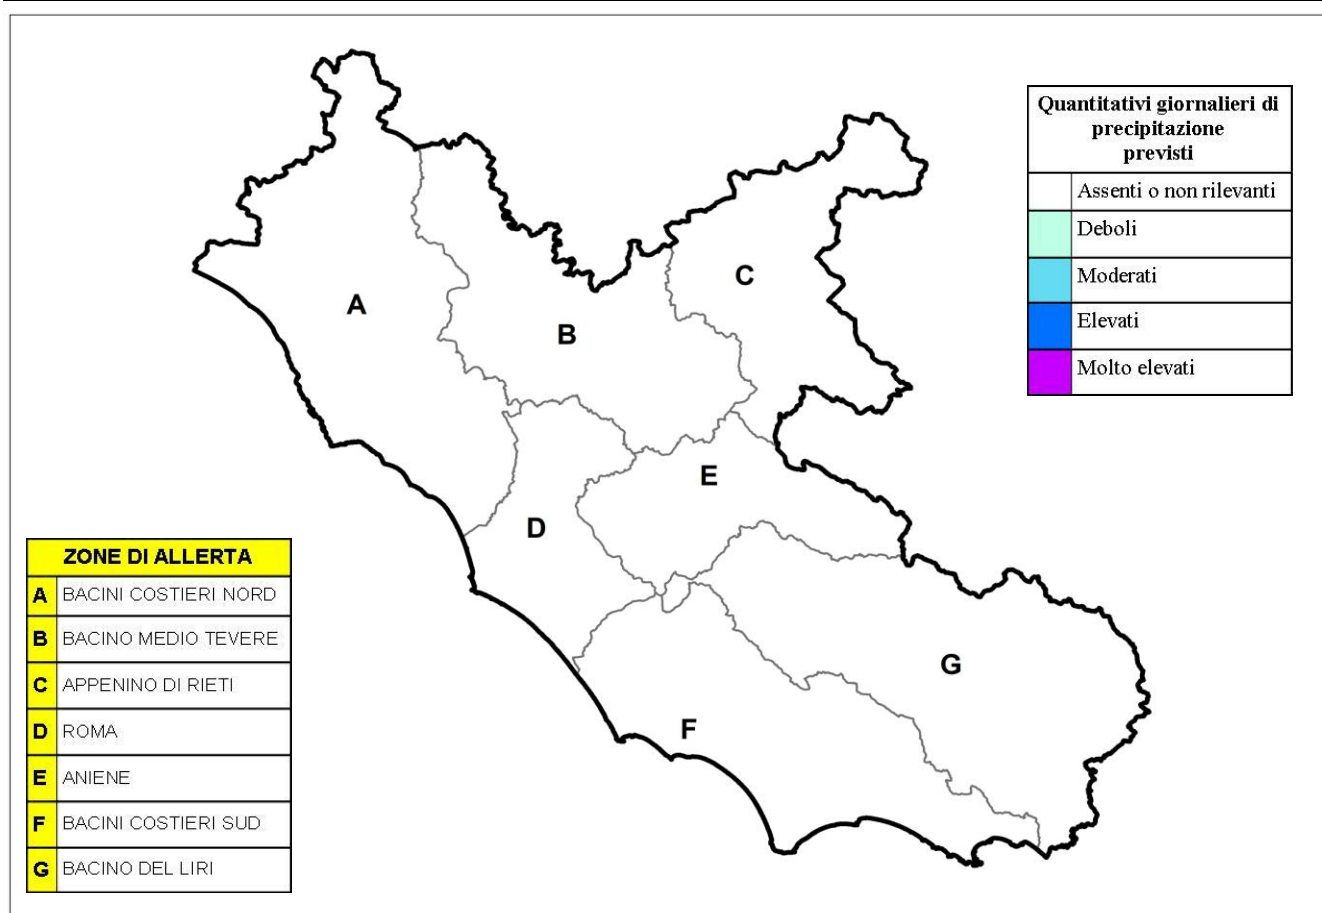 Quantitativi giornalieri di
precipitazione
previsti
Assenti o non rilevanti
Deboli
Moderati
Elevati
Molto elevati
A
B
C
D
E
F
G
ZONE DI ALLERTA
A BACINI COSTIERI NORD
B BACINO MEDIO TEVERE
C APPENINO DI RIETI
D ROMA
E ANIENE
F BACINI COSTIERI SUD
G BACINO DEL LIRI